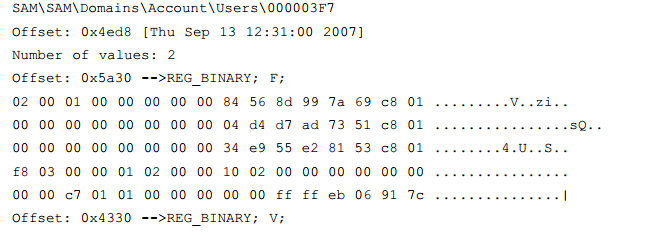 SAM\SAM\Domains\Account\Users\000003F7
Offset: 0x4ed8 [Thu Sep 13 12:31:00 2007]
Number of values: 2
Offset: 0x5a30 -->REG_BINARY; F;
02 00 01 00 00 00 00 00 84 56 8d 99 7a 69 c8 01 .........V..zi..
00 00 00 00 00 00 00 00 04 d4 d7 ad 73 51 c8 01 ................sQ..
00 00 00 00 00 00 00 00 34 e9 55 e2 81 53 c8 01 ........4.U..S..
f8 03 00 00 01 02 00 00 10 02 00 00 00 00 00 00 ................
00 00 c7 01 01 00 00 00 00 00 ff ff eb 06 91 7c ...............|
Offset: 0x4330 -->REG_BINARY; V;